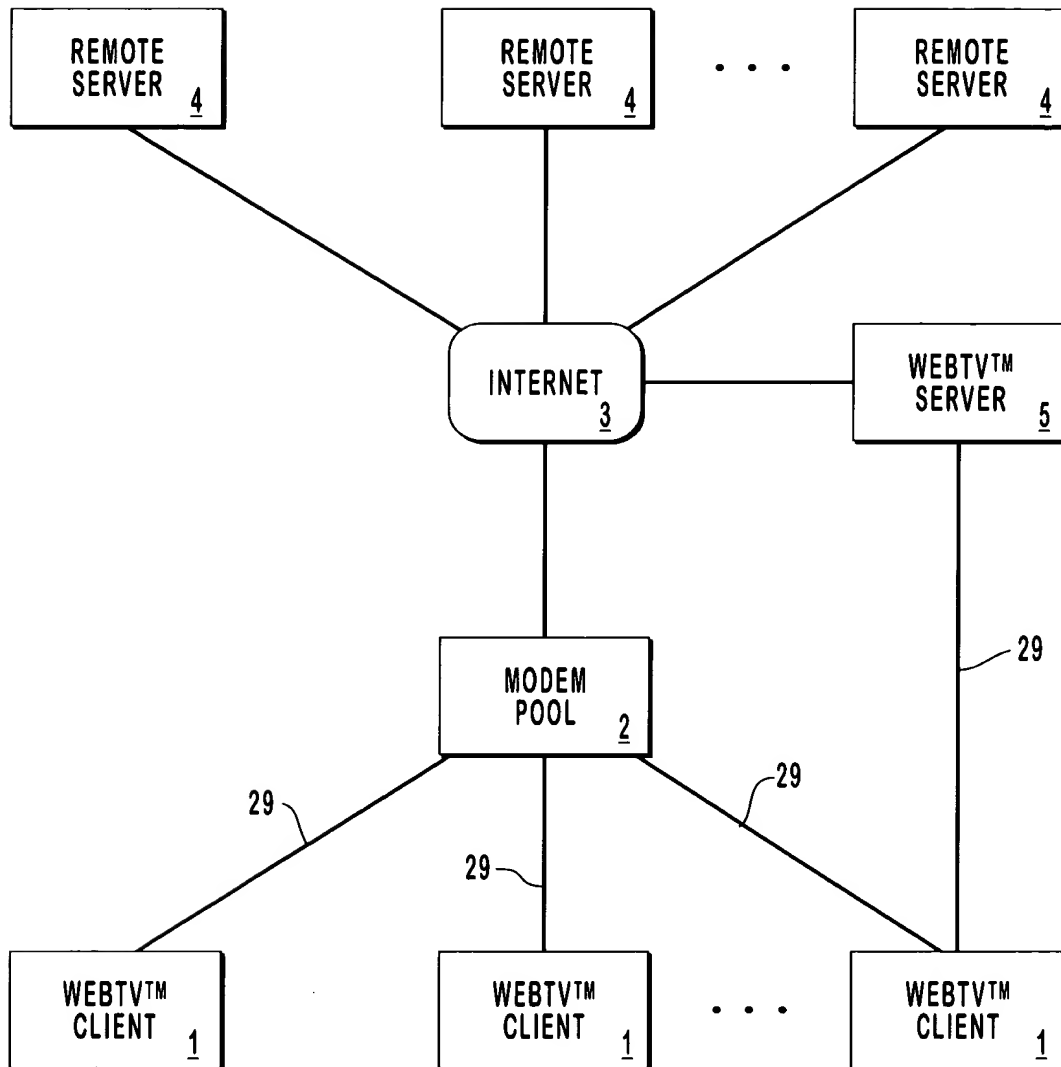 REMOTE
SERVER
4
REMOTE
SERVER
4
. . .
REMOTE
SERVER
4
INTERNET
3
WEBTV™
SERVER
5
29
MODEM
POOL
2
29
29
29
WEBTV™
CLIENT
1
WEBTV™
CLIENT
1
. . .
WEBTV™
CLIENT
1